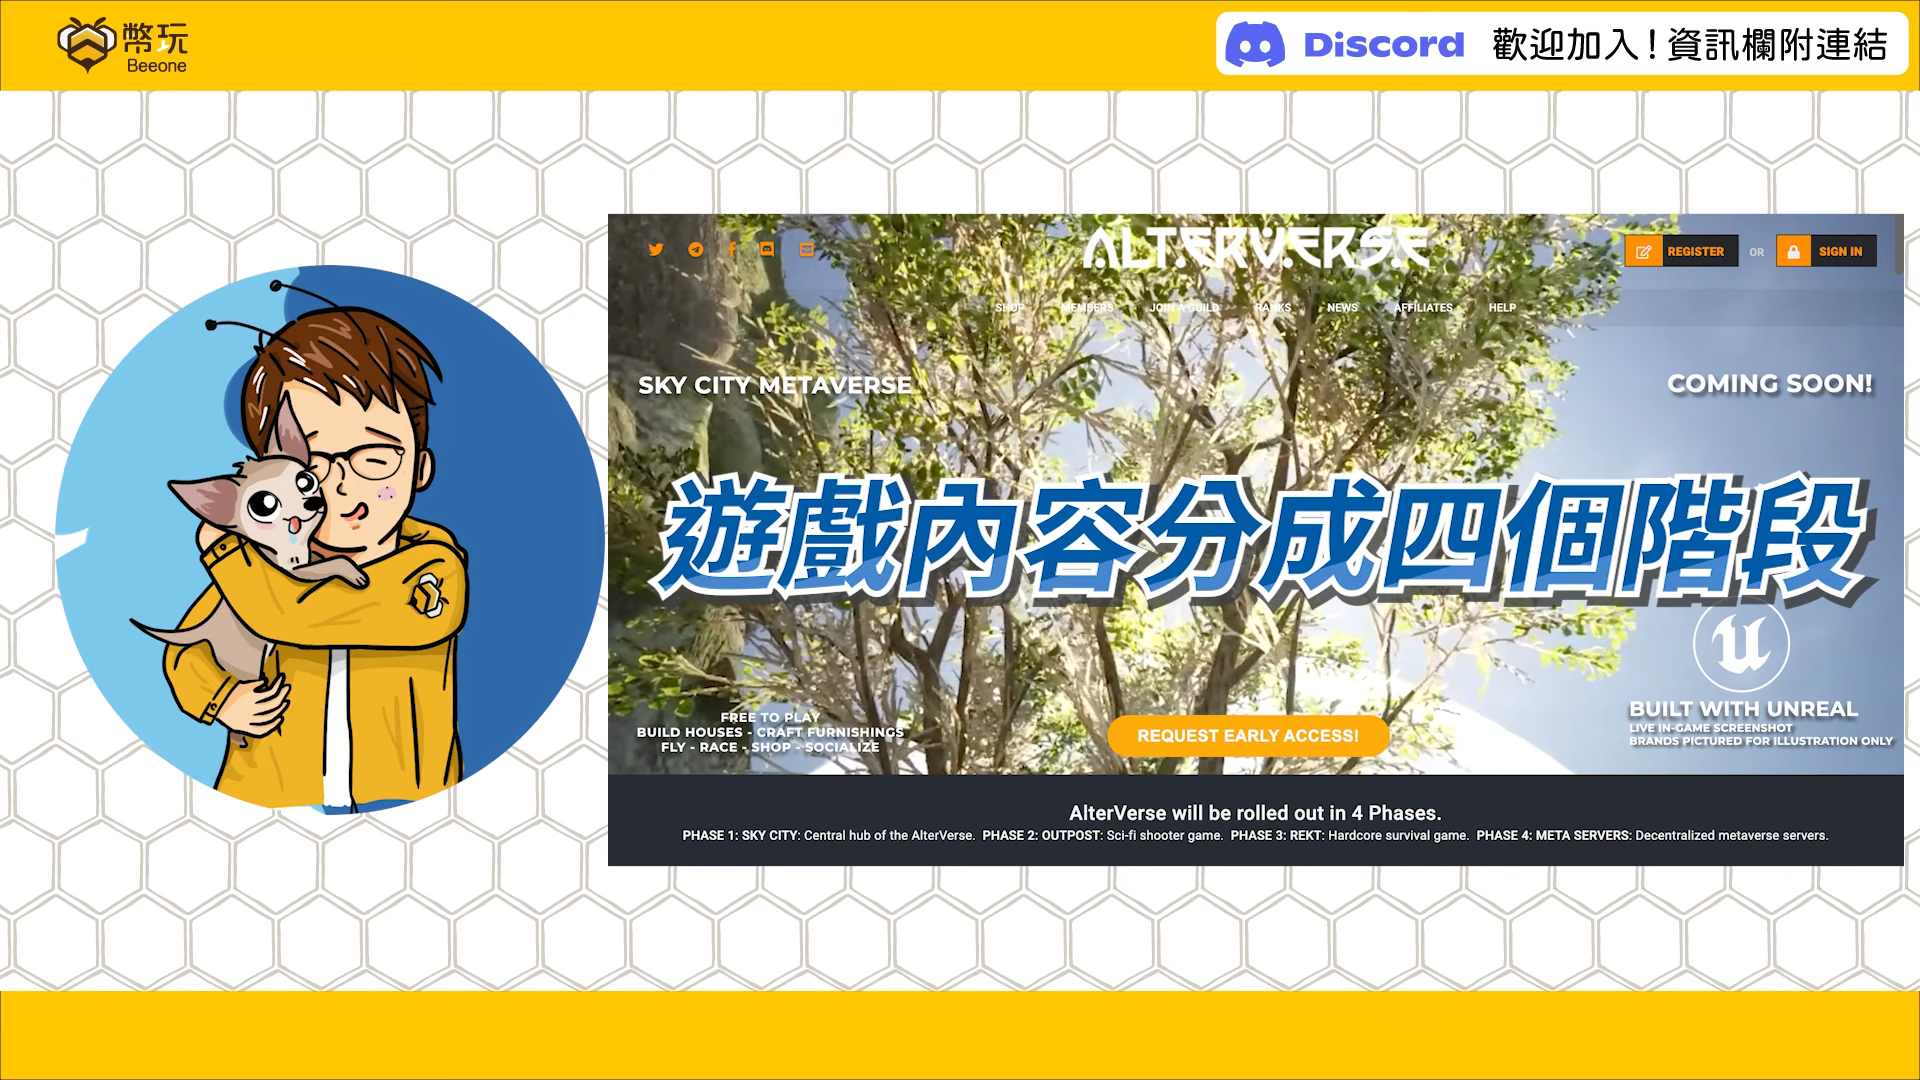 幣玩
Beeone
Discord 歡迎加入!資訊欄附連結
ALTERVERSE
REGISTER OR SIGN IN
SHOP MEMBERS JOIN A GUILD RANKS NEWS AFFILIATES HELP
SKY CITY METAVERSE
COMING SOON!
遊戲內容分成四個階段
FREE TO PLAY
BUILD HOUSES - CRAFT FURNISHINGS
FLY - RACE - SHOP - SOCIALIZE
REQUEST EARLY ACCESS!
BUILT WITH UNREAL
LIVE IN-GAME SCREENSHOT
BRANDS PICTURED FOR ILLUSTRATION ONLY
AlterVerse will be rolled out in 4 Phases.
PHASE 1: SKY CITY: Central hub of the AlterVerse. PHASE 2: OUTPOST: Sci-fi shooter game. PHASE 3: REKT: Hardcore survival game. PHASE 4: META SERVERS: Decentralized metaverse servers.